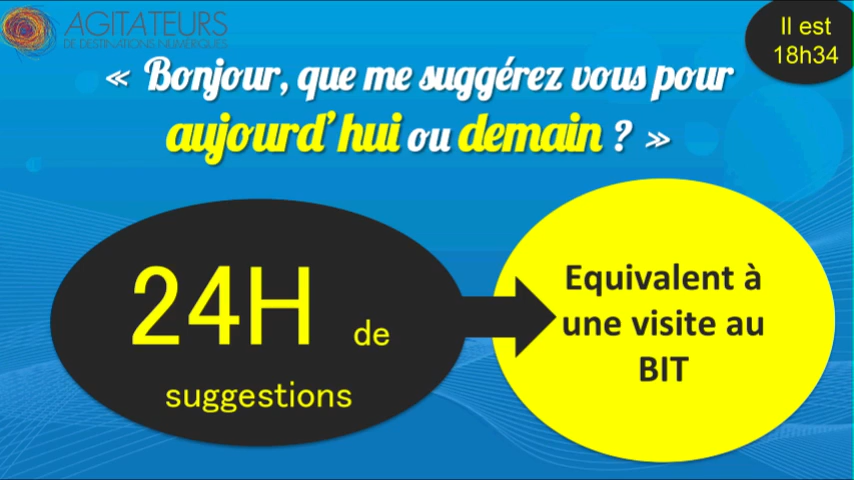 AGITATEURS
DE DESTINATIONS NUMÉRIQUES
Il est
18h34
« Bonjour, que me suggérez vous pour
aujourd’hui ou demain ? »
24H de
suggestions
Equivalent à
une visite au
BIT